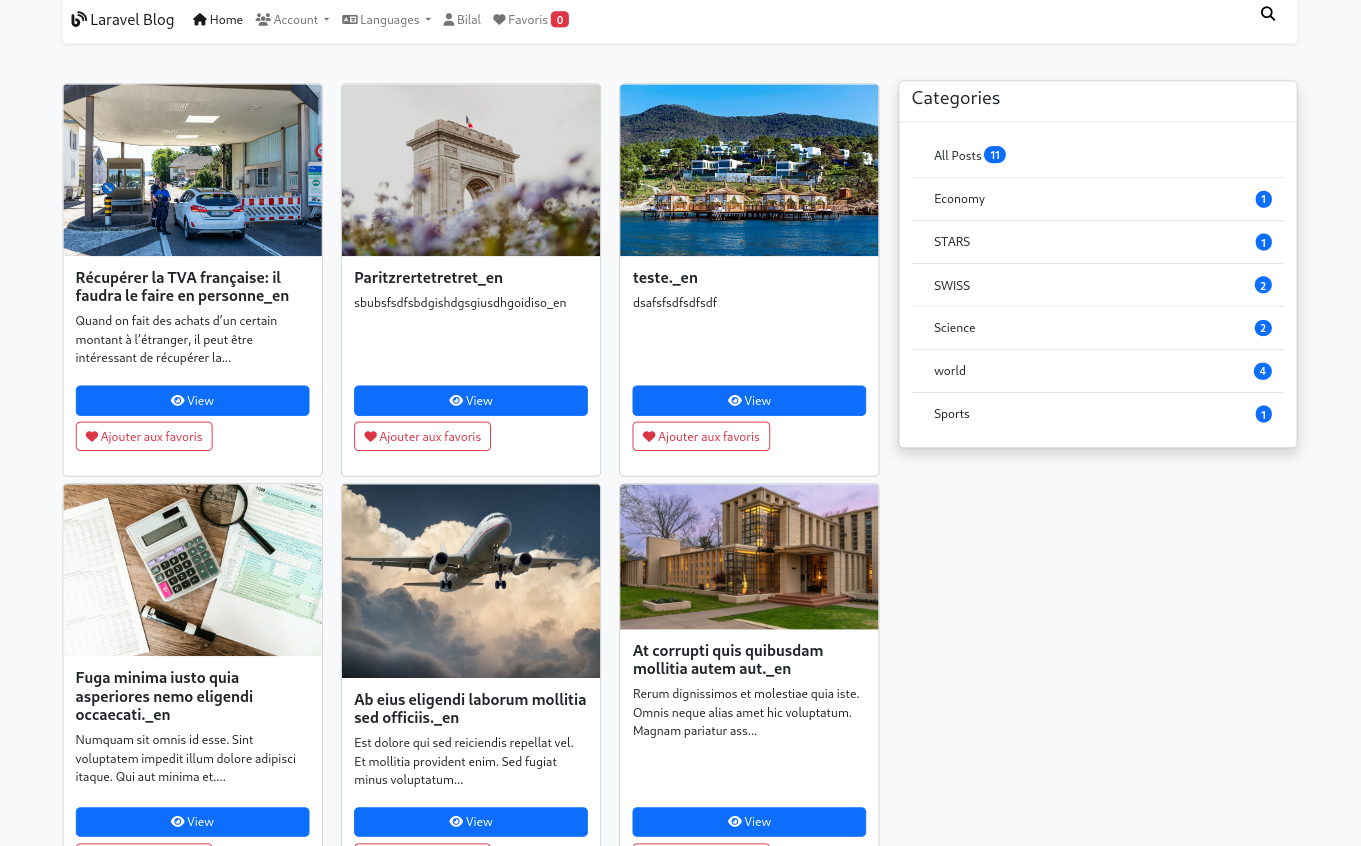 Laravel Blog Home Account Languages Bilal Favoris 0
Categories
All Posts 11
Economy 1
STARS 1
SWISS 2
Science 2
world 4
Sports 1
Récupérer la TVA française: il
faudra le faire en personne_en
Quand on fait des achats d’un certain
montant à l’étranger, il peut être
intéressant de récupérer la...
View
Ajouter aux favoris
Paritzrertetretret_en
sbubsfsdfsbdgishdgsgiusdhgoidiso_en
View
Ajouter aux favoris
teste._en
dsafsfsdfsdfsdf
View
Ajouter aux favoris
Fuga minima iusto quia
asperiores nemo eligendi
occaecati._en
Numquam sit omnis id esse. Sint
voluptatem impedit illum dolore adipisci
itaque. Qui aut minima et....
View
Ab eius eligendi laborum mollitia
sed officiis._en
Est dolore qui sed reiciendis repellat vel.
Et mollitia provident enim. Sed fugiat
minus voluptatum...
View
At corrupti quis quibusdam
mollitia autem aut._en
Rerum dignissimos et molestiae quia iste.
Omnis neque alias amet hic voluptatum.
Magnam pariatur ass...
View